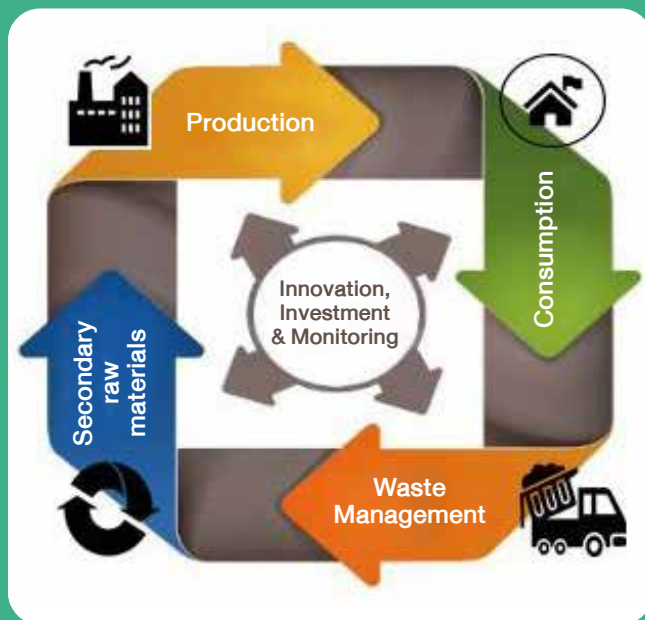 Production
Consumption
Innovation,
Investment
& Monitoring
Secondary
raw
materials
Waste
Management